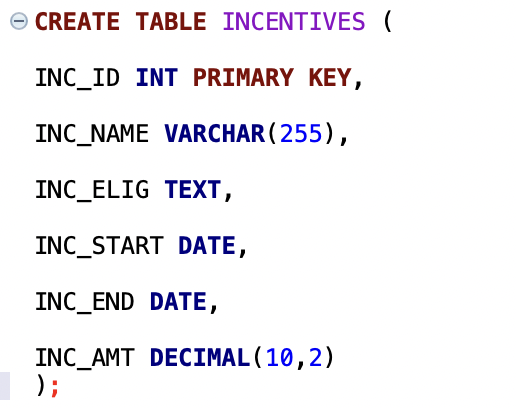 CREATE TABLE INCENTIVES (
INC_ID INT PRIMARY KEY,
INC_NAME VARCHAR(255),
INC_ELIG TEXT,
INC_START DATE,
INC_END DATE,
INC_AMT DECIMAL(10,2)
);